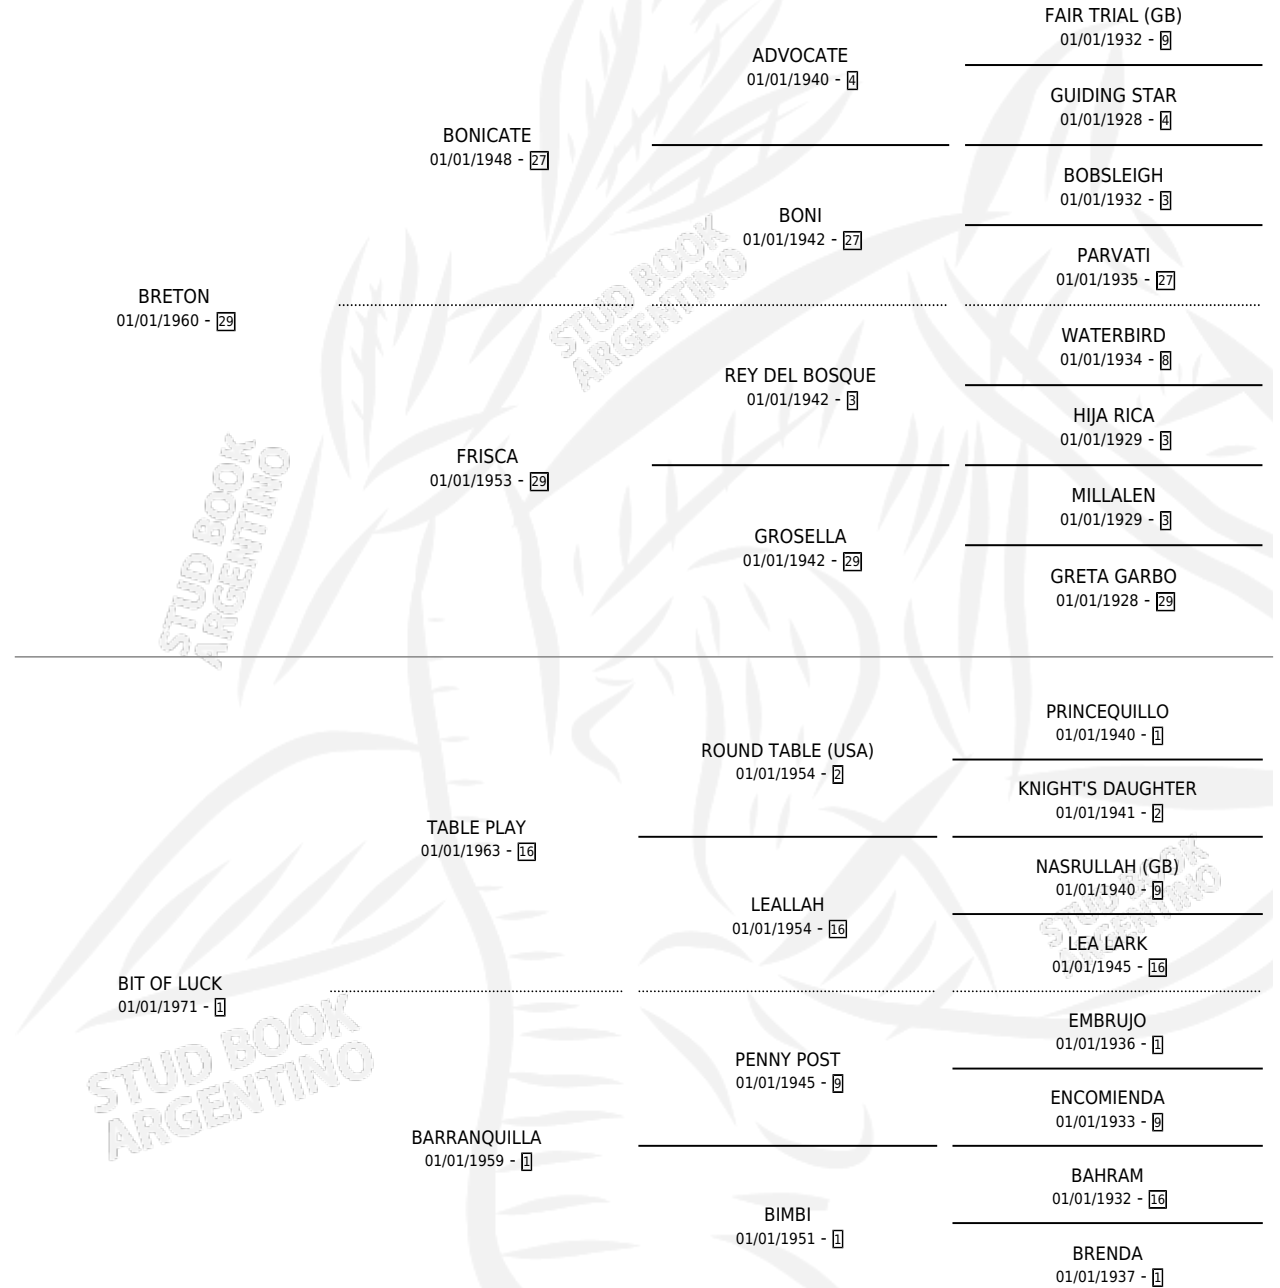 FAIR TRIAL (GB)
01/01/1932 - 9
ADVOCATE
01/01/1940 - 4
GUIDING STAR
01/01/1928 - 4
BONICATE
01/01/1948 - 27
BOBSLEIGH
01/01/1932 - 3
BONI
01/01/1942 - 27
PARVATI
01/01/1935 - 27
BRETON
01/01/1960 - 29
STUD BOOK
ARGENTINO
WATERBIRD
01/01/1934 - 8
REY DEL BOSQUE
01/01/1942 - 3
HIJA RICA
01/01/1929 - 3
FRISCA
01/01/1953 - 29
MILLALEN
01/01/1929 - 3
GROSELLA
01/01/1942 - 29
GRETA GARBO
01/01/1928 - 29
STUD BOOK
ARGENTINO
PRINCEQUILLO
01/01/1940 - 1
ROUND TABLE (USA)
01/01/1954 - 2
KNIGHT'S DAUGHTER
01/01/1941 - 2
TABLE PLAY
01/01/1963 - 16
NASRULLAH (GB)
01/01/1940 - 9
LEALLAH
01/01/1954 - 16
LEA LARK
01/01/1945 - 16
STUD BOOK
ARGENTINO
BIT OF LUCK
01/01/1971 - 1
EMBRUJO
01/01/1936 - 1
PENNY POST
01/01/1945 - 9
ENCOMIENDA
01/01/1933 - 9
STUD BOOK
ARGENTINO
BARRANQUILLA
01/01/1959 - 1
BAHRAM
01/01/1932 - 16
BIMBI
01/01/1951 - 1
BRENDA
01/01/1937 - 1